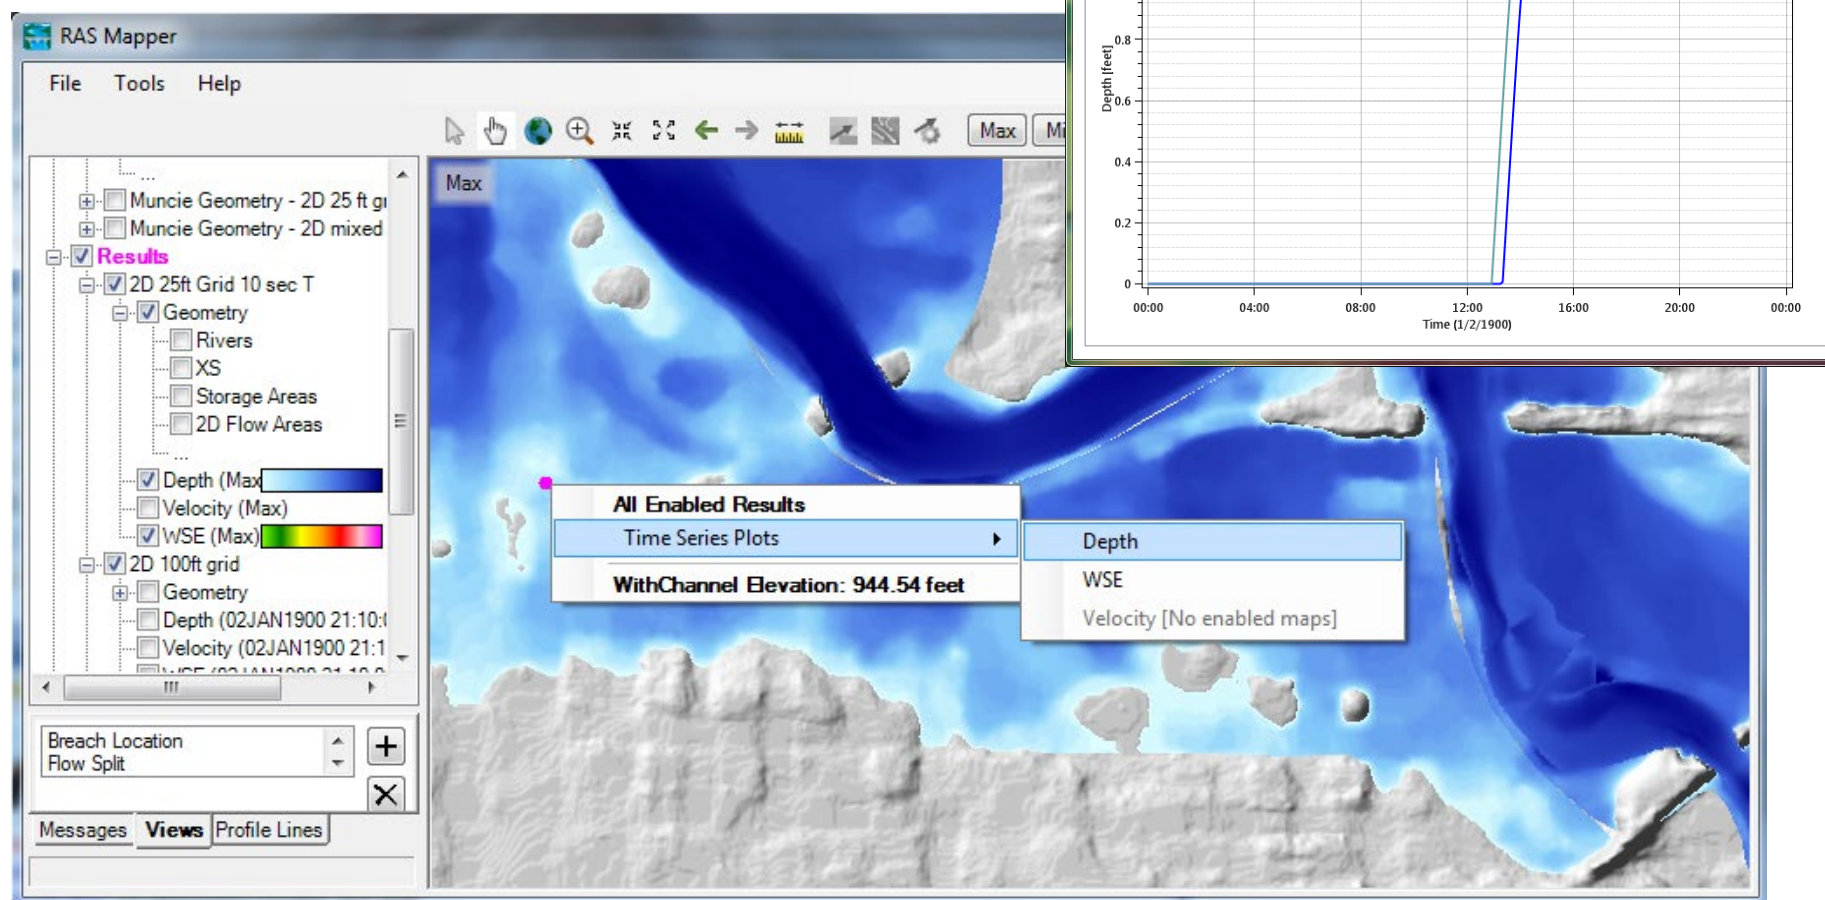 RAS Mapper
File Tools Help
Max
Max
...
Muncie Geometry - 2D 25 ft
Muncie Geometry - 2D mixed
Results
2D 25ft Grid 10 sec T
Geometry
Rivers
XS
Storage Areas
2D Flow Areas
...
Depth (Max
Velocity (Max)
WSE (Max)
2D 100ft grid
Geometry
Depth (02JAN1900 21:10:
Velocity (02JAN1900 21:1
Breach Location
Flow Split
Messages Views Profile Lines
All Enabled Results
Time Series Plots
WithChannel Elevation: 944.54 feet
Depth
WSE
Velocity [No enabled maps]
Depth [feet]
0.8
0.6
0.4
0.2
0
00:00 04:00 08:00 12:00 16:00 20:00 00:00
Time (1/2/1900)